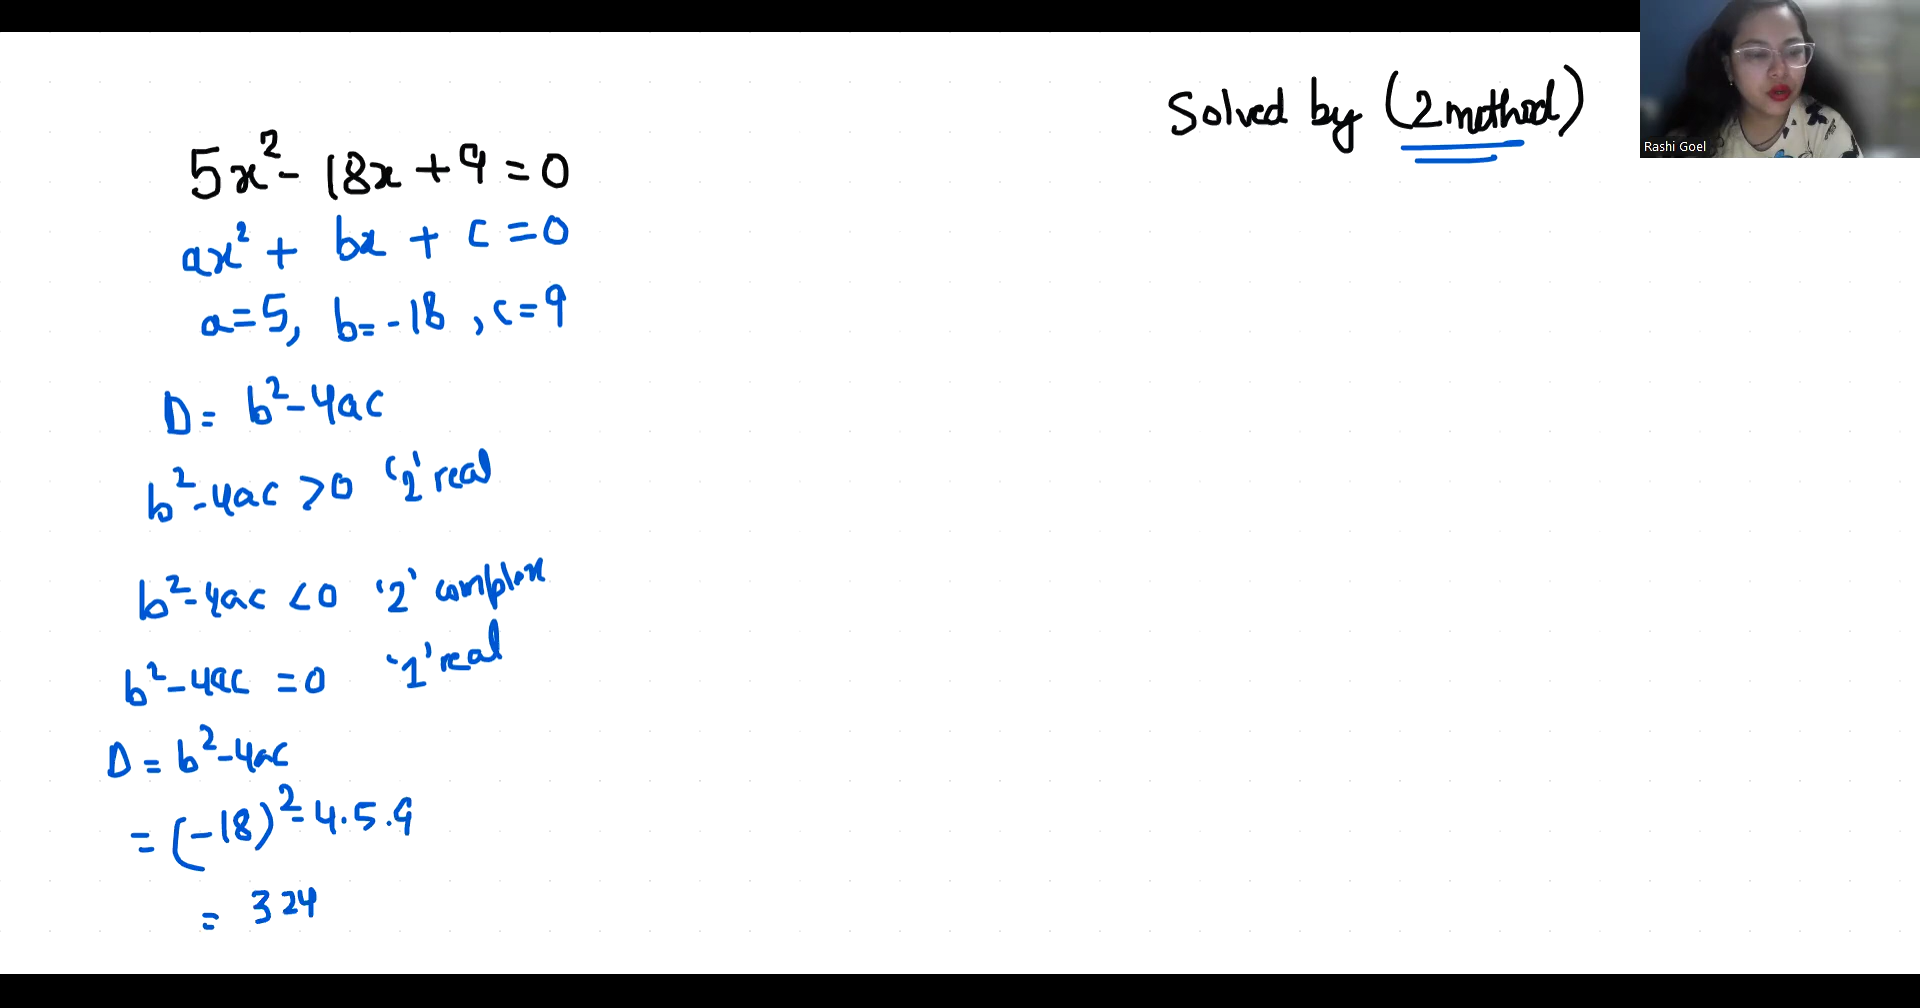 Solved by (2 method)
Rashi Goel
5x² - 18x + 9 = 0
ax² + bx + c = 0
a=5, b=-18, c=9
D = b²-4ac
b²-4ac >0 '2' real
b²-4ac <0 '2' complex
b²-4ac =0 '1' real
D = b²-4ac
= (-18)²-4.5.9
= 324